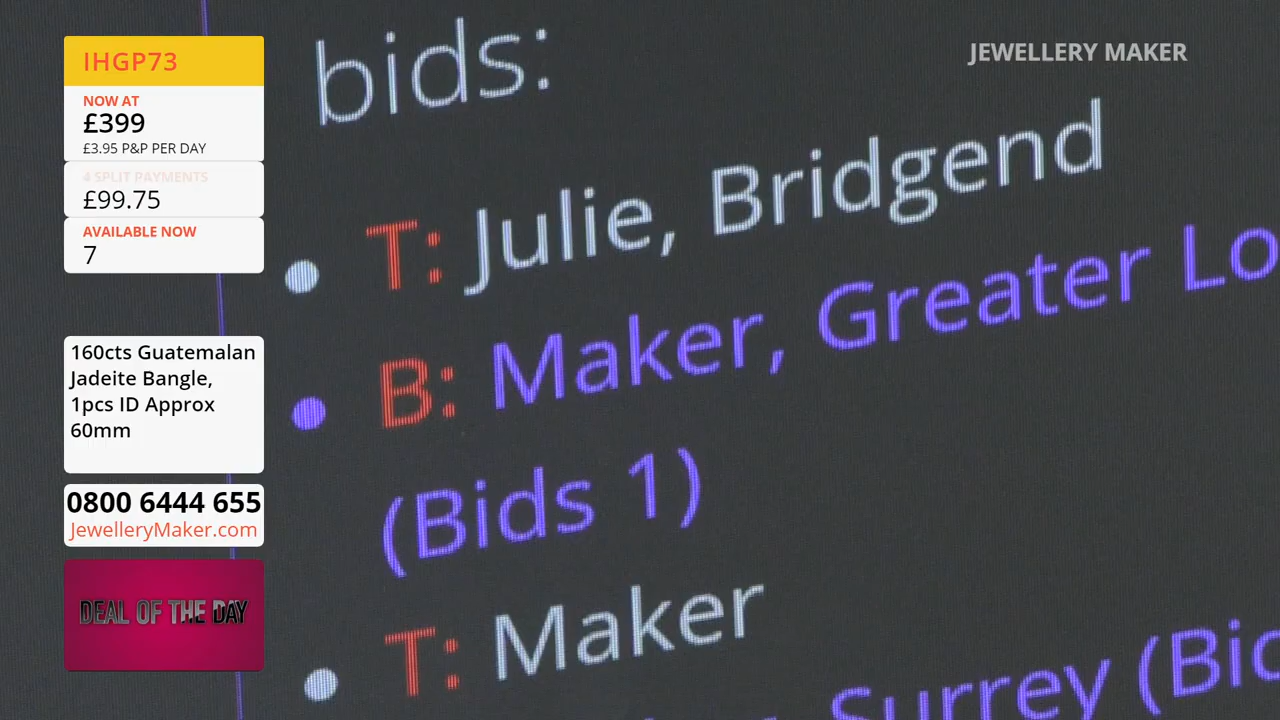 IHGP73
NOW AT
£399
£3.95 P&P PER DAY
4 SPLIT PAYMENTS
£99.75
AVAILABLE NOW
7
160cts Guatemalan
Jadeite Bangle,
1pcs ID Approx
60mm
0800 6444 655
JewelleryMaker.com
DEAL OF THE DAY
JEWELLERY MAKER
bids:
• T: Julie, Bridgend
• B: Maker, Greater Lo
(Bids 1)
• T: Maker
Surrey (Bid